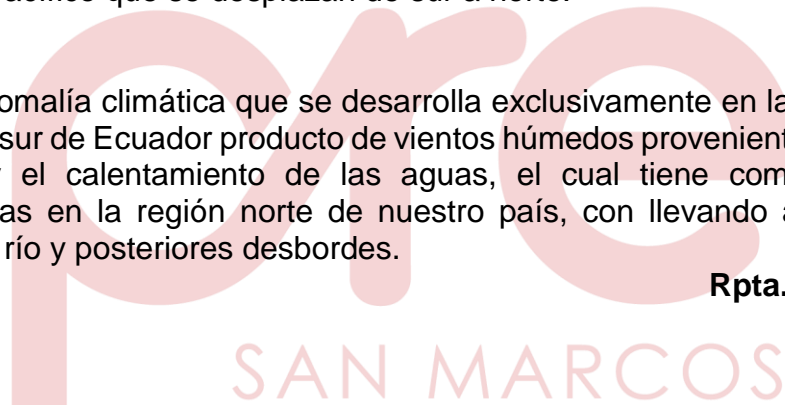 que se desplazan de sur a norte.
omalía climática que se desarrolla exclusivamente en la
sur de Ecuador producto de vientos húmedos provenient
el calentamiento de las aguas, el cual tiene com
as en la región norte de nuestro país, con llevando a
río y posteriores desbordes.
Rpta.
pre
SAN MARCOS